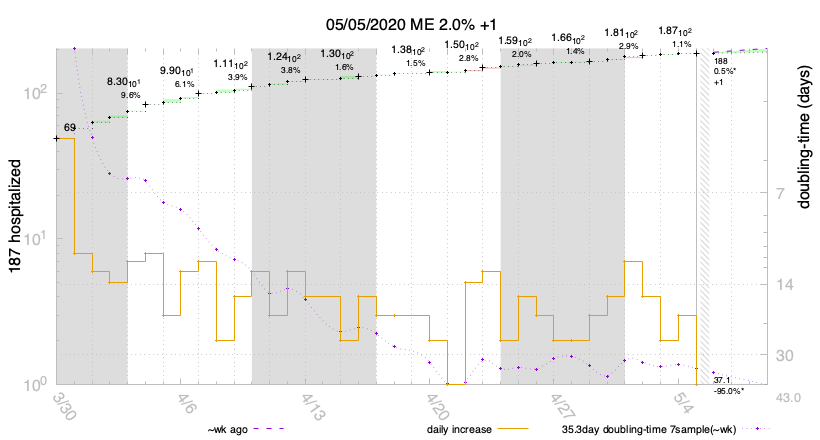 05/05/2020 ME 2.0% +1
8.30₁₀1 9.90₁₀1 1.11₁₀2 1.24₁₀2 1.30₁₀2 1.38₁₀2 1.50₁₀2 1.59₁₀2 1.66₁₀2 1.81₁₀2 1.87₁₀2
9.6% 6.1% 3.9% 3.8% 1.6% 1.5% 2.8% 2.0% 1.4% 2.9% 1.1%
188
0.5%*
+1
69
10²
10¹
10⁰
187 hospitalized
doubling-time (days)
7
14
30
43.0
37.1
-95.0%*
3/30 4/6 4/13 4/20 4/27 5/4
~wk ago daily increase 35.3day doubling-time 7sample(~wk)